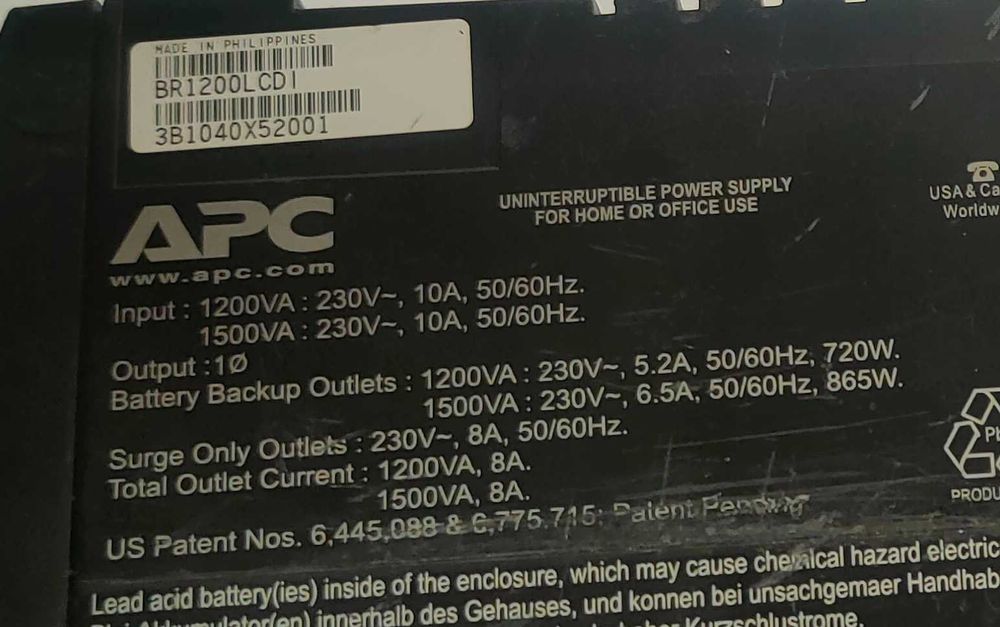 MADE IN PHILIPPINES
BR1200LCDI
3B1040X52001
APC
www.apc.com
UNINTERRUPTIBLE POWER SUPPLY
FOR HOME OR OFFICE USE
USA & Ca
Worldw
Input : 1200VA : 230V~, 10A, 50/60Hz.
1500VA : 230V~, 10A, 50/60Hz.
Output :1Ø
Battery Backup Outlets : 1200VA : 230V~, 5.2A, 50/60Hz, 720W.
1500VA : 230V~, 6.5A, 50/60Hz, 865W.
Surge Only Outlets : 230V~, 8A, 50/60Hz.
Total Outlet Current : 1200VA, 8A.
1500VA, 8A.
US Patent Nos. 6,445,088 & 6,775,715; Patent Pending
Pb
PRODU
Lead acid battery(ies) inside of the enclosure, which may cause chemical hazard electric
innerhalb des Gehauses, und konnen bei unsachgemaer Handhab
Kurzschlustrome.